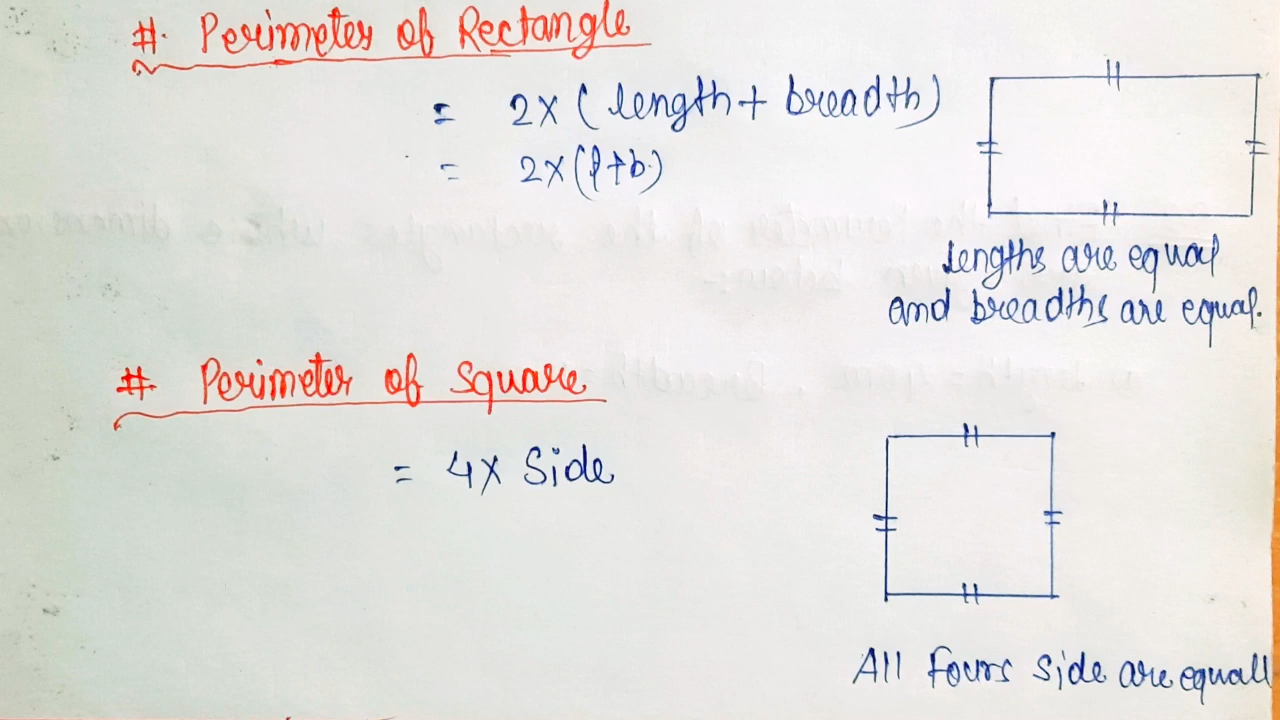 #. Perimeter of Rectangle
= 2x (length + breadth)
= 2x (l+b)
lengths are equal
and breadths are equal.
# Perimeter of square
= 4x Side
All fours side are equall